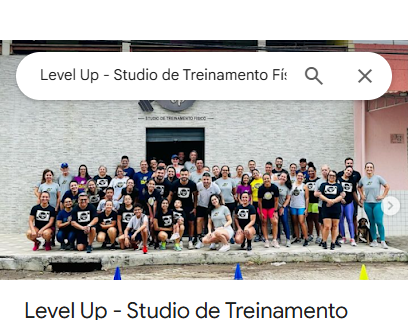 Level Up - Studio de Treinamento Fís
STUDIO DE TREINAMENTO FÍSICO
Level Up - Studio de Treinamento